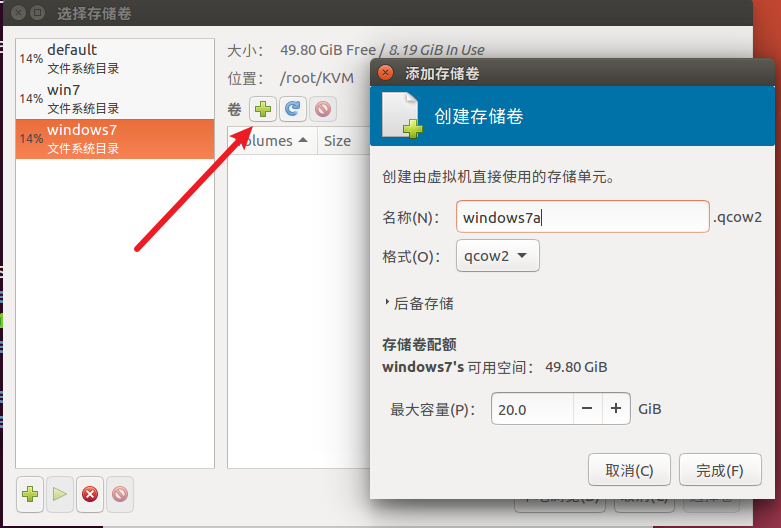 选择存储卷
default
14%
文件系统目录
win7
14%
文件系统目录
windows7
14%
文件系统目录
大小： 49.80 GiB Free / 8.19 GiB In Use
位置： /root/KVM
卷
olumes Size
添加存储卷
创建存储卷
创建由虚拟机直接使用的存储单元。
名称(N)： windows7a .qcow2
格式(O)： qcow2
后备存储
存储卷配额
windows7's 可用空间： 49.80 GiB
最大容量(P)： 20.0 GiB
取消(C) 完成(F)